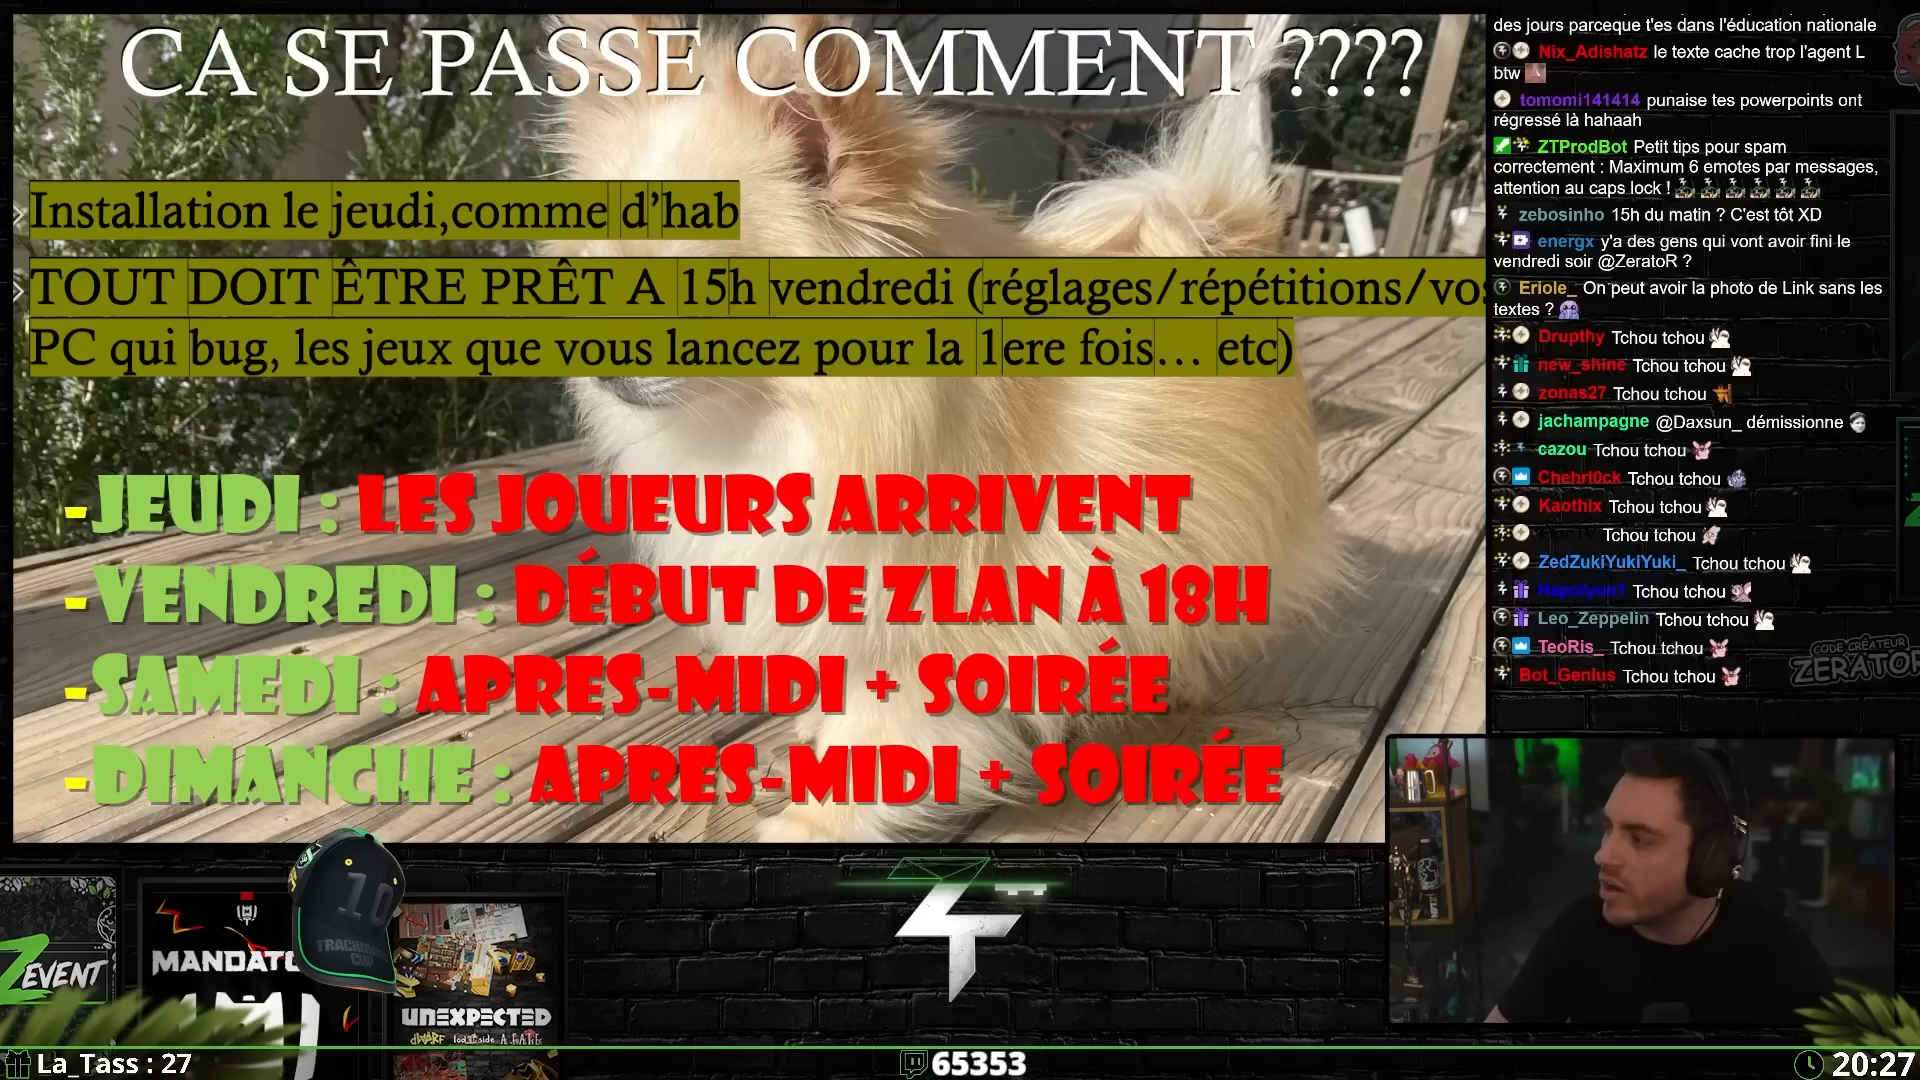 CA SE PASSE COMMENT ????
Installation le jeudi,comme d’hab
TOUT DOIT ÊTRE PRÊT A 15h vendredi (réglages/répétitions/vos
PC qui bug, les jeux que vous lancez pour la 1ere fois… etc)
-JEUDI : LES JOUEURS ARRIVENT
-VENDREDI : DÉBUT DE ZLAN À 18H
-SAMEDI : APRES-MIDI + SOIRÉE
-DIMANCHE : APRES-MIDI + SOIRÉE
des jours parceque t'es dans l'éducation nationale
Nix_Adishatz le texte cache trop l'agent L
btw
tomomi141414 punaise tes powerpoints ont
régressé là hahaah
ZTProdBot Petit tips pour spam
correctement : Maximum 6 emotes par messages,
attention au caps lock !
zebosinho 15h du matin ? C'est tôt XD
energx y'a des gens qui vont avoir fini le
vendredi soir @ZeratoR ?
Eriole_ On peut avoir la photo de Link sans les
textes ?
Drupthy Tchou tchou
new_shine Tchou tchou
zonas27 Tchou tchou
jachampagne @Daxsun_ démissionne
cazou Tchou tchou
Chehrl0ck Tchou tchou
Kaothix Tchou tchou
Tchou tchou
ZedZukiYukiYuki_ Tchou tchou
Hapolyon1 Tchou tchou
Leo_Zeppelin Tchou tchou
TeoRis_ Tchou tchou
Bot_Genius Tchou tchou
CODE CRÉATEUR
ZERATOR
ZEVENT
MANDATO
10
TRACKMANIA
CUP
UNEXPECTED
La_Tass : 27
65353
20:27